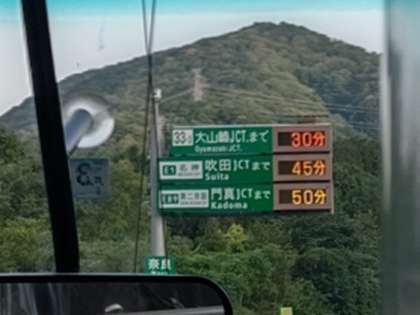 大山崎JCTまで 30分
Oyamazaki JCT.
E1 名神 吹田JCTまで 45分
Suita
第二京阪 門真JCTまで 50分
Kadoma
奈良